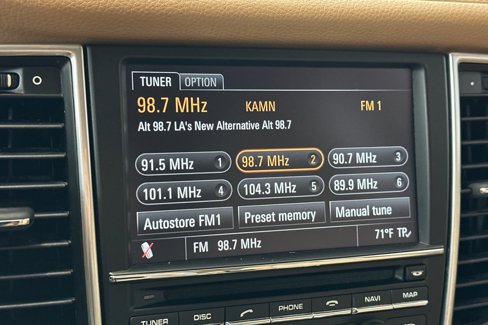 TUNER OPTION
98.7 MHz KAMN FM 1
Alt 98.7 LA's New Alternative Alt 98.7
91.5 MHz 1 98.7 MHz 2 90.7 MHz 3
101.1 MHz 4 104.3 MHz 5 89.9 MHz 6
Autostore FM1 Preset memory Manual tune
FM 98.7 MHz 71°F TP
TUNER DISC PHONE NAVI MAP